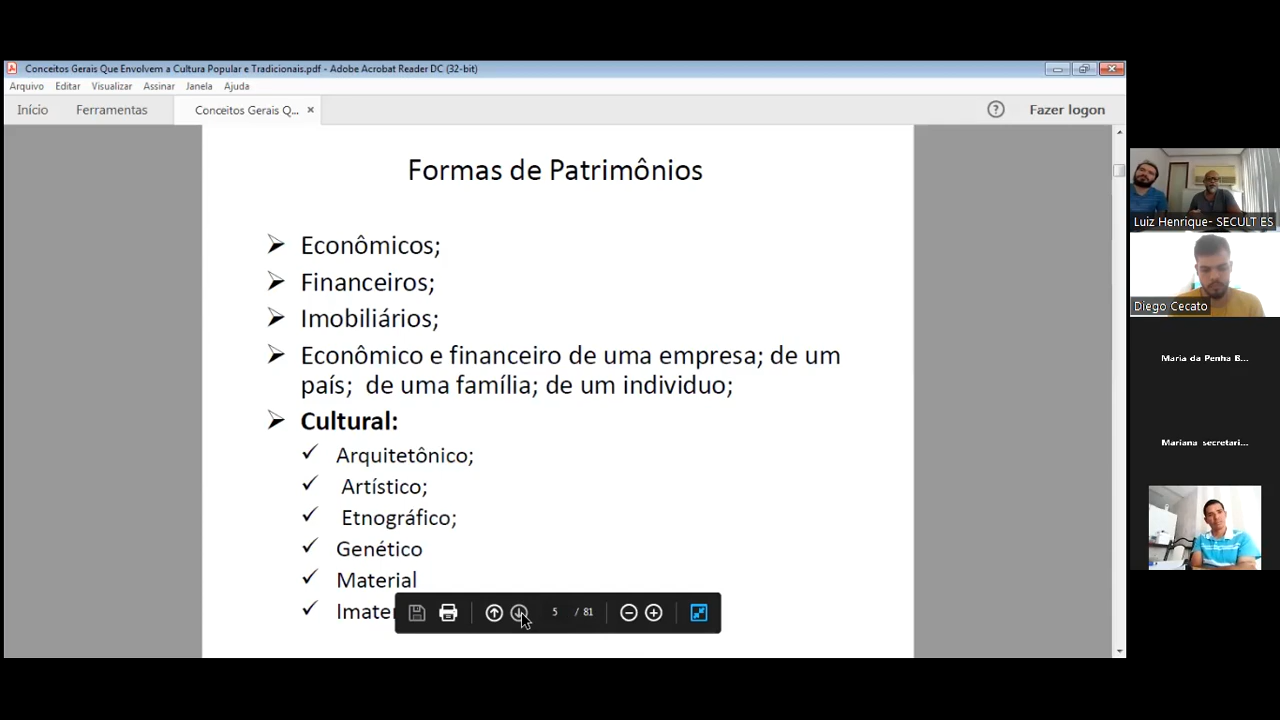 Conceitos Gerais Que Envolvem a Cultura Popular e Tradicionais.pdf - Adobe Acrobat Reader DC (32-bit)
Arquivo Editar Visualizar Assinar Janela Ajuda
Início Ferramentas Conceitos Gerais Q... × Fazer logon
Formas de Patrimônios
Econômicos;
Financeiros;
Imobiliários;
Econômico e financeiro de uma empresa; de um
país; de uma família; de um individuo;
Cultural:
Arquitetônico;
Artístico;
Etnográfico;
Genético
Material
5 / 81
Luiz Henrique- SECULT ES
Diego Cecato
Maria da Penha B...
Mariana secretari...